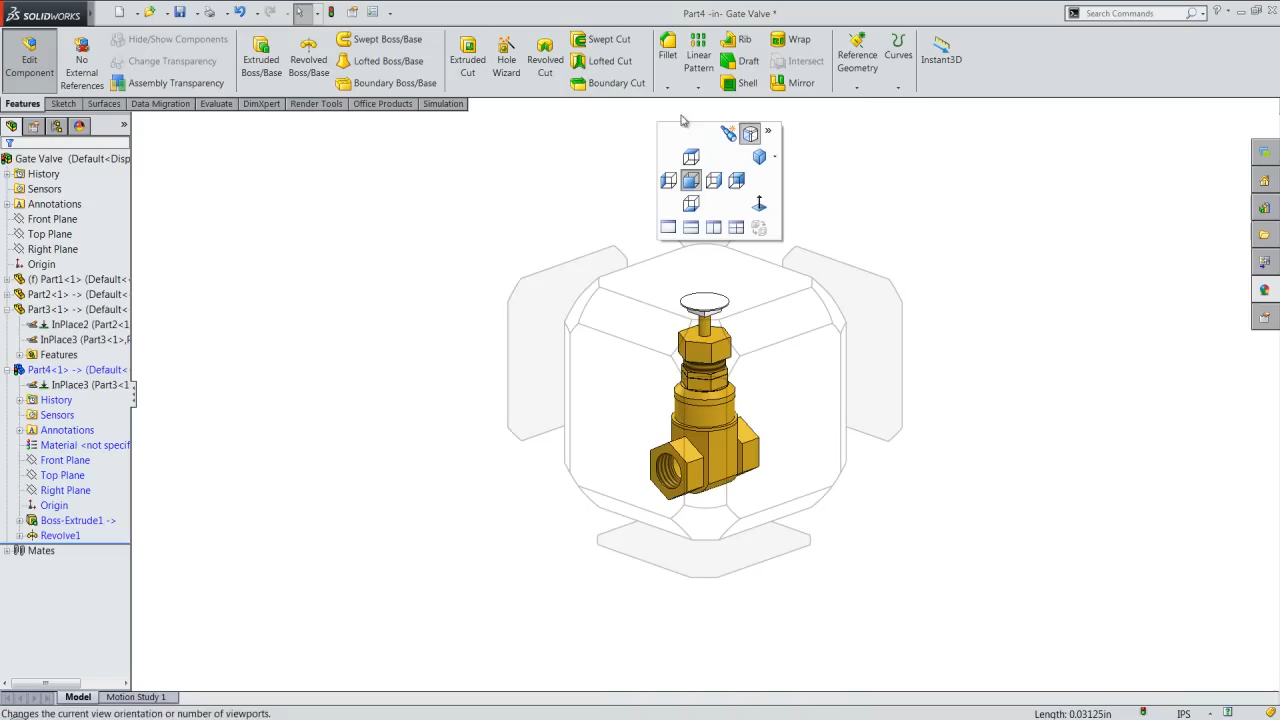 SOLIDWORKS
Part4 -in- Gate Valve *
Search Commands
Edit Component
No External References
Hide/Show Components
Change Transparency
Assembly Transparency
Extruded Boss/Base
Revolved Boss/Base
Swept Boss/Base
Lofted Boss/Base
Boundary Boss/Base
Extruded Cut
Hole Wizard
Revolved Cut
Swept Cut
Lofted Cut
Boundary Cut
Fillet
Linear Pattern
Rib
Draft
Shell
Wrap
Intersect
Mirror
Reference Geometry
Curves
Instant3D
Features
Sketch
Surfaces
Data Migration
Evaluate
DimXpert
Render Tools
Office Products
Simulation
Gate Valve (Default<Disp
History
Sensors
Annotations
Front Plane
Top Plane
Right Plane
Origin
(f) Part1<1> (Default<
Part2<1> -> (Default<
Part3<1> -> (Default<
InPlace2 (Part2<1
InPlace3 (Part3<1>,P
Features
Part4<1> -> (Default<
InPlace3 (Part3<1
History
Sensors
Annotations
Material <not specif
Front Plane
Top Plane
Right Plane
Origin
Boss-Extrude1 ->
Revolve1
Mates
Model
Motion Study 1
Changes the current view orientation or number of viewports.
Length: 0.03125in
IPS